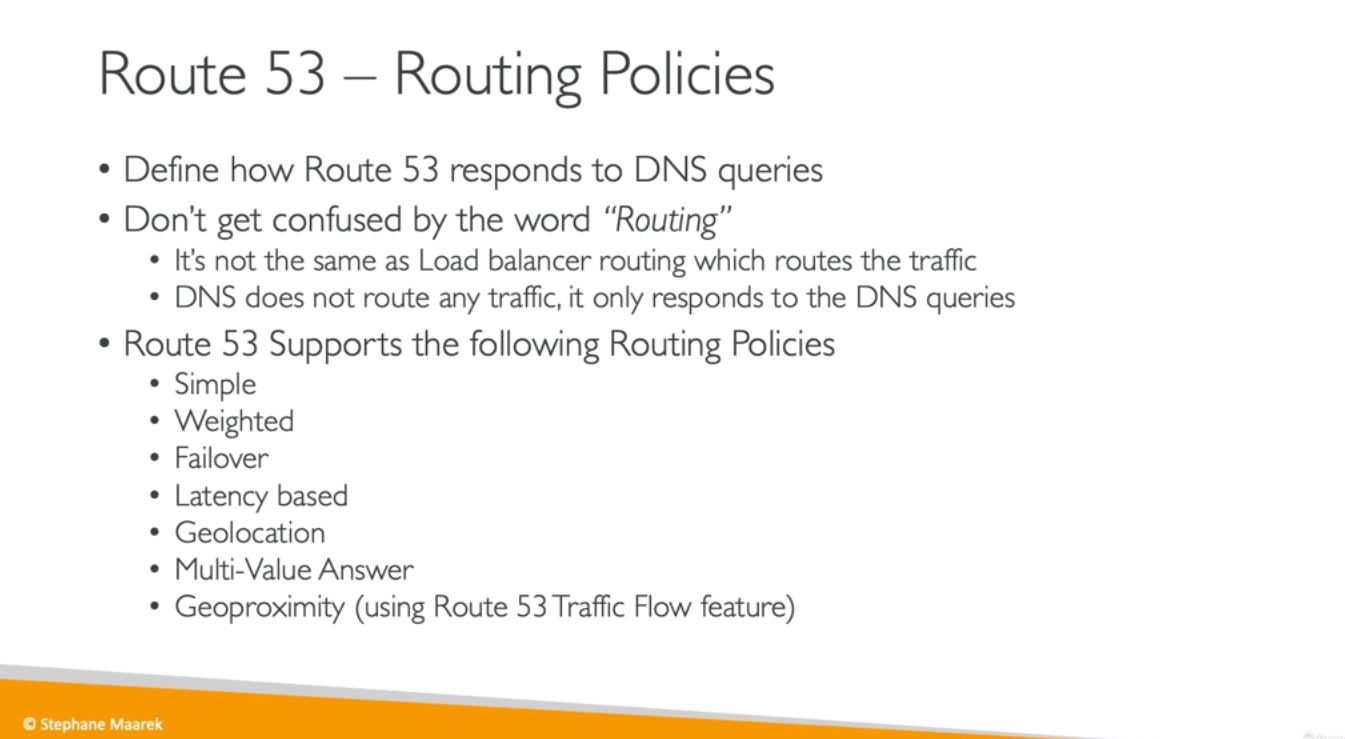 Route 53 – Routing Policies
• Define how Route 53 responds to DNS queries
• Don’t get confused by the word “Routing”
• It’s not the same as Load balancer routing which routes the traffic
• DNS does not route any traffic, it only responds to the DNS queries
• Route 53 Supports the following Routing Policies
• Simple
• Weighted
• Failover
• Latency based
• Geolocation
• Multi-Value Answer
• Geoproximity (using Route 53 Traffic Flow feature)
© Stephane Maarek